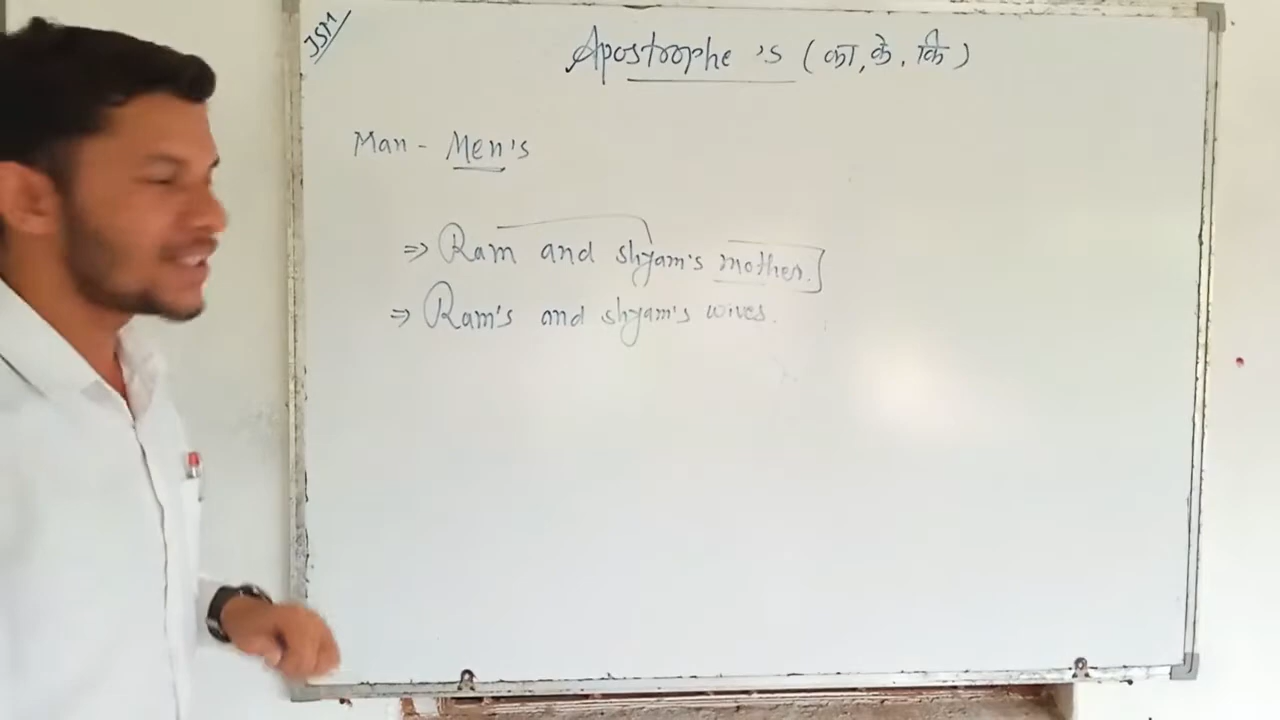 JSM
Apostrophe 's (का, के, कि)
Man - Men's
⇒ Ram and shyam's mother.
⇒ Ram's and shyam's wives.